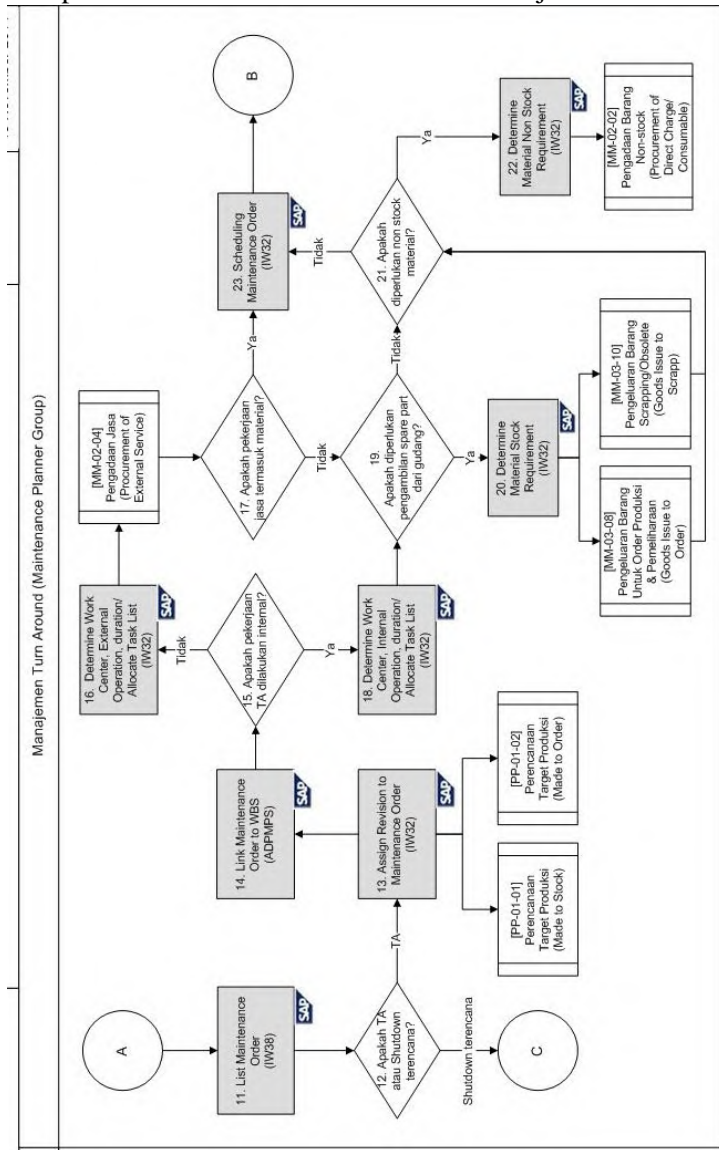 Manajemen Turn Around (Maintenance Planner Group)
A
11. List Maintenance
Order
(IW38)
SAP
12. Apakah TA
atau Shutdown
terencana?
TA
Shutdown terencana
C
13. Assign Revision to
Maintenance Order
(IW32)
SAP
[PP-01-01]
Perencanaan
Target Produksi
(Made to Stock)
[PP-01-02]
Perencanaan
Target Produksi
(Made to Order)
14. Link Maintenance
Order to WBS
(ADPMPS)
SAP
15. Apakah pekerjaan
TA dilakukan internal?
Tidak
Ya
16. Determine Work
Center, External
Operation, duration/
Allocate Task List
(IW32)
SAP
[MM-02-04]
Pengadaan Jasa
(Procurement of
External Service)
17. Apakah pekerjaan
jasa termasuk material?
Ya
Tidak
18. Determine Work
Center, Internal
Operation, duration/
Allocate Task List
(IW32)
SAP
19.
Apakah diperlukan
pengambilan spare part
dari gudang?
Tidak
Ya
20. Determine
Material Stock
Requirement
(IW32)
SAP
[MM-03-08]
Pengeluaran Barang
Untuk Order Produksi
& Pemeliharaan
(Goods Issue to
Order)
[MM-03-10]
Pengeluaran Barang
Scrapping/Obsolete
(Goods Issue to
Scrapp)
21. Apakah
diperlukan non stock
material?
Tidak
Ya
22. Determine
Material Non Stock
Requirement
(IW32)
SAP
[MM-02-02]
Pengadaan Barang
Non-stock
(Procurement of
Direct Charge/
Consumable)
23. Scheduling
Maintenance Order
(IW32)
SAP
B